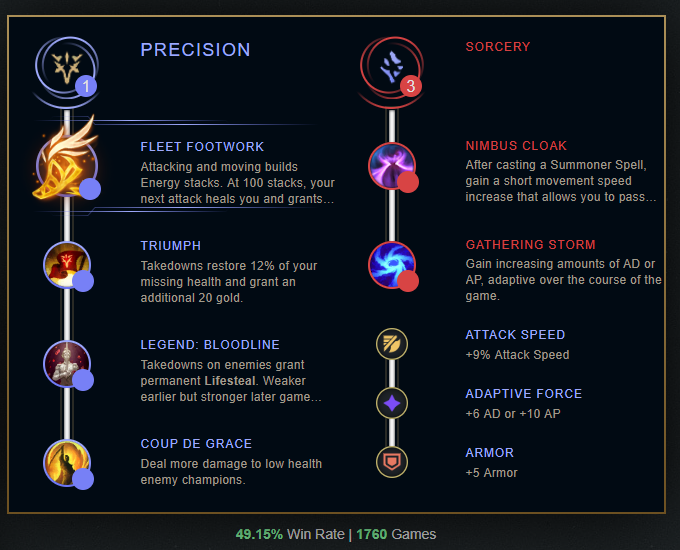 PRECISION
1
FLEET FOOTWORK
Attacking and moving builds
Energy stacks. At 100 stacks, your
next attack heals you and grants...
TRIUMPH
Takedowns restore 12% of your
missing health and grant an
additional 20 gold.
LEGEND: BLOODLINE
Takedowns on enemies grant
permanent Lifesteal. Weaker
earlier but stronger later game...
COUP DE GRACE
Deal more damage to low health
enemy champions.
SORCERY
3
NIMBUS CLOAK
After casting a Summoner Spell,
gain a short movement speed
increase that allows you to pass...
GATHERING STORM
Gain increasing amounts of AD or
AP, adaptive over the course of the
game.
ATTACK SPEED
+9% Attack Speed
ADAPTIVE FORCE
+6 AD or +10 AP
ARMOR
+5 Armor
49.15% Win Rate | 1760 Games